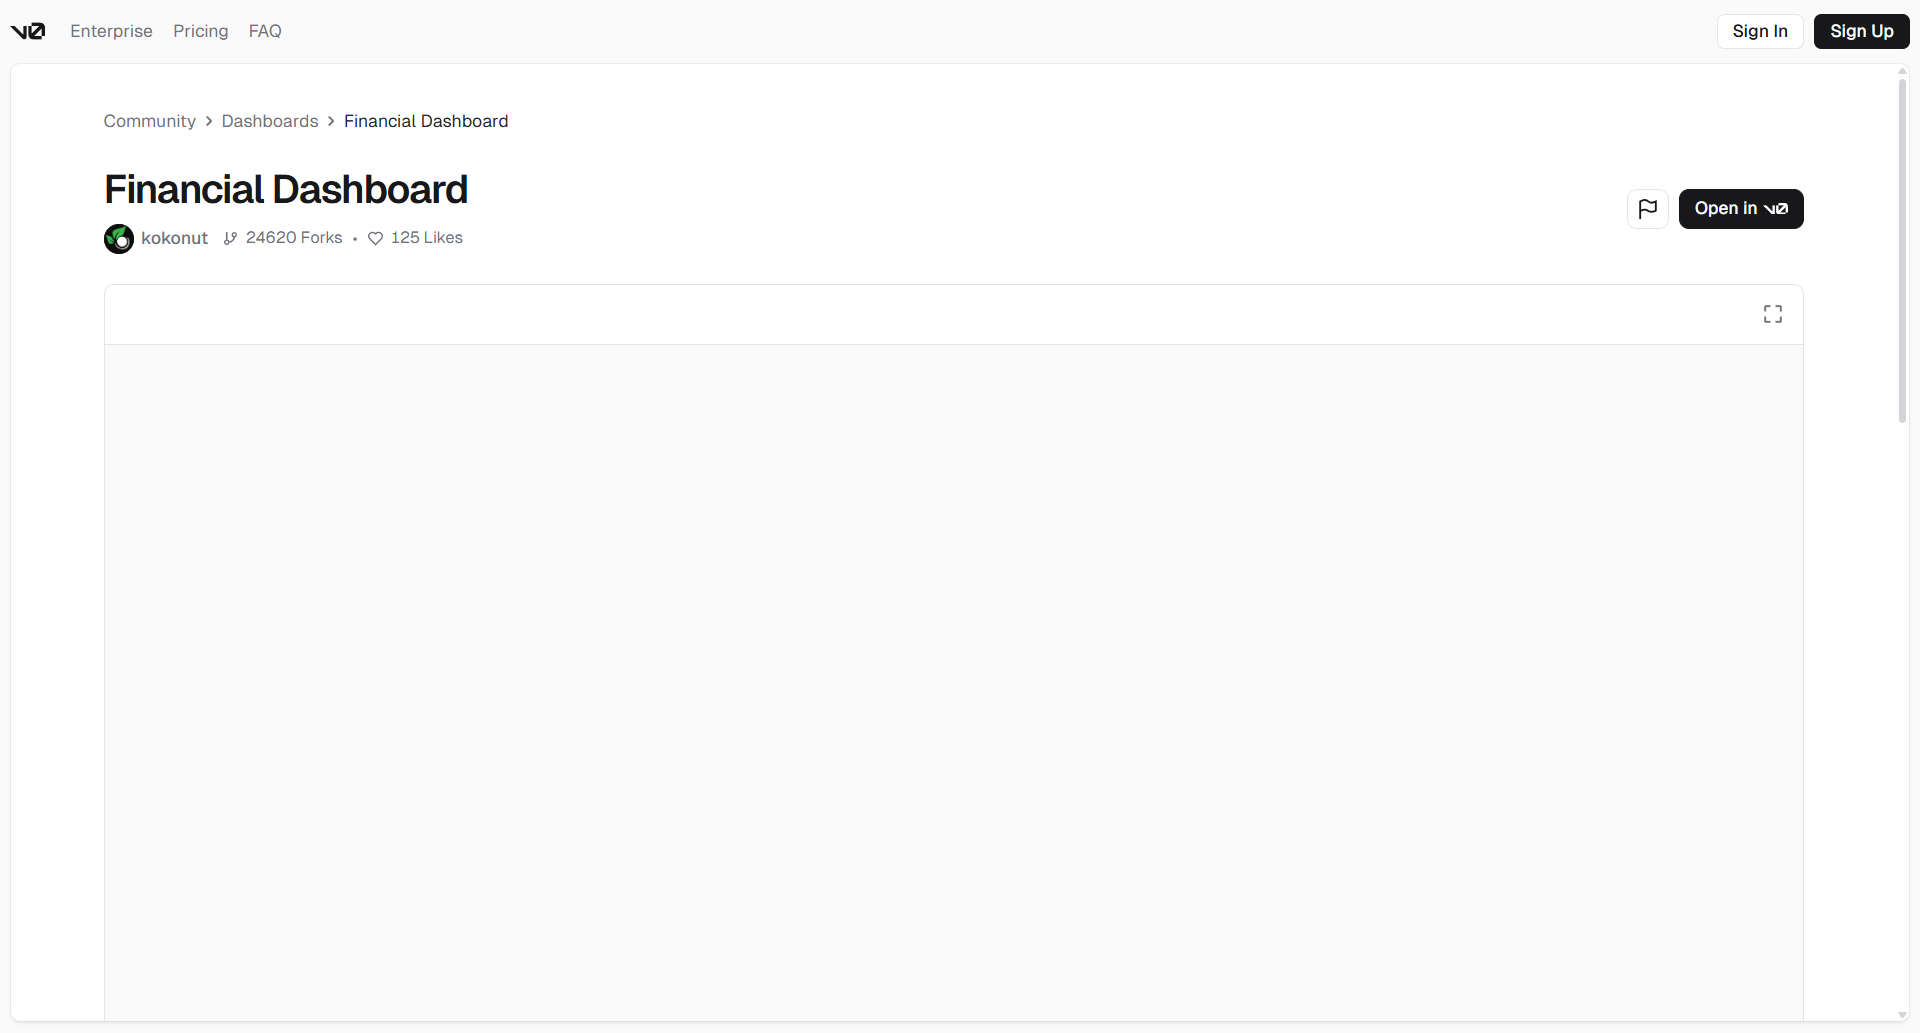 v0 Enterprise Pricing FAQ Sign In Sign Up
Community > Dashboards > Financial Dashboard
Financial Dashboard
kokonut 24620 Forks • 125 Likes
Open in v0